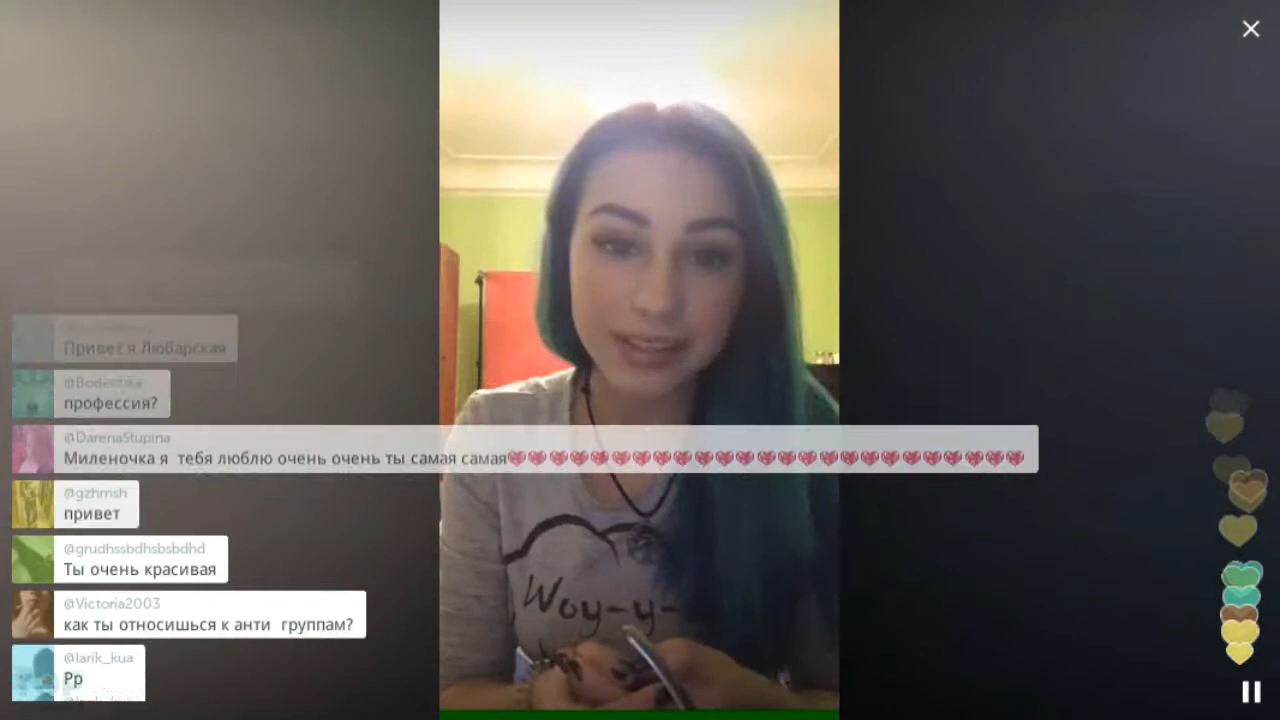 Привет я Любарская
профессия?
@DarenaStupina
Миленочка я тебя люблю очень очень ты самая самая💖💖💖💖💖💖💖💖💖💖💖💖💖💖💖💖💖💖💖💖💖💖💖💖💖
@gzhmsh
привет
@grudhssbdhsbsbdhd
Ты очень красивая
@Victoria2003
как ты относишься к анти группам?
@larik_kua
Рр
Woy-y-